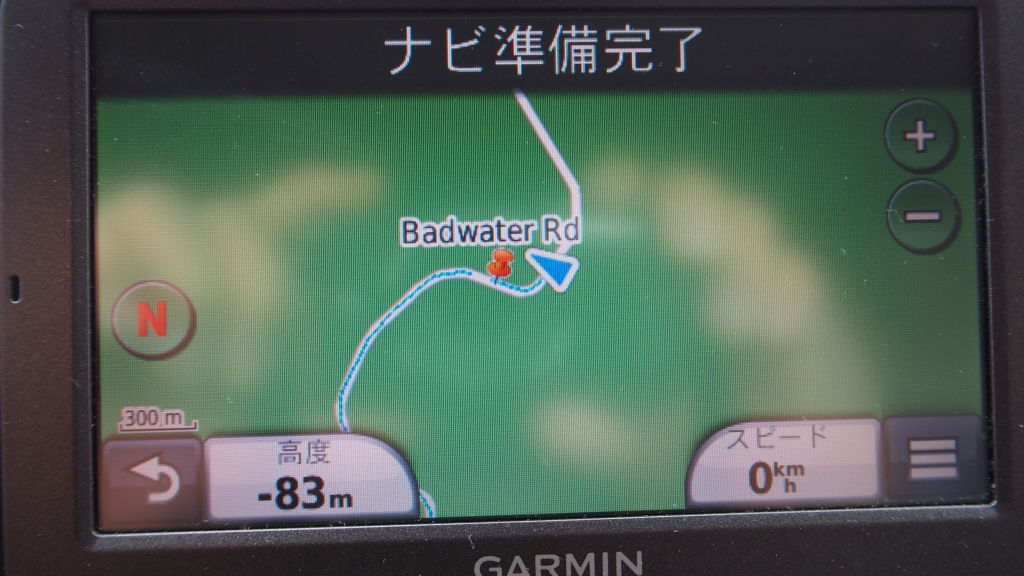 ナビ準備完了
Badwater Rd
N
300 m
高度
-83m
スピード
0km
h
GARMIN